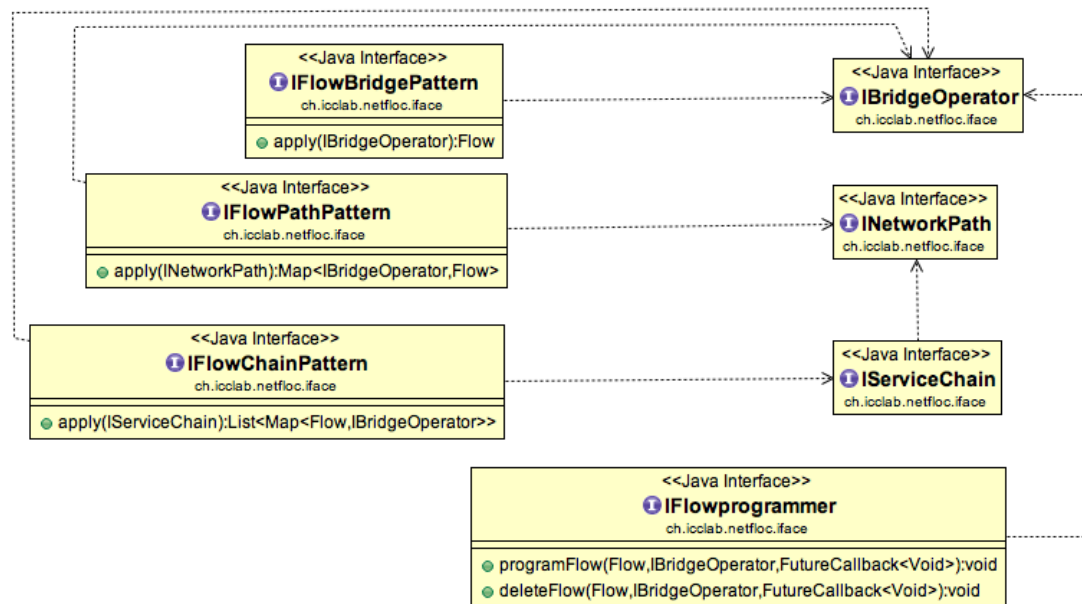 <<Java Interface>>
IFlowBridgePattern
ch.icclab.netfloc.iface
apply(IBridgeOperator):Flow
<<Java Interface>>
IBridgeOperator
ch.icclab.netfloc.iface
<<Java Interface>>
IFlowPathPattern
ch.icclab.netfloc.iface
apply(INetworkPath):Map<IBridgeOperator,Flow>
<<Java Interface>>
INetworkPath
ch.icclab.netfloc.iface
<<Java Interface>>
IFlowChainPattern
ch.icclab.netfloc.iface
apply(IServiceChain):List<Map<Flow,IBridgeOperator>>
<<Java Interface>>
IServiceChain
ch.icclab.netfloc.iface
<<Java Interface>>
IFlowprogrammer
ch.icclab.netfloc.iface
programFlow(Flow,IBridgeOperator,FutureCallback<Void>):void
deleteFlow(Flow,IBridgeOperator,FutureCallback<Void>):void